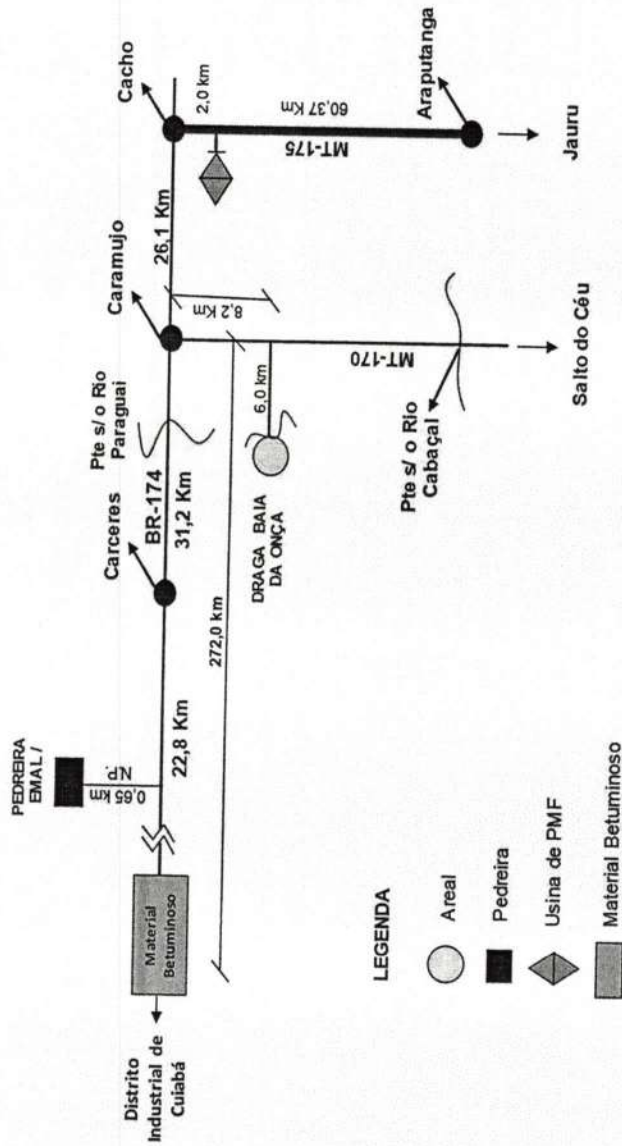 PEDREIRA
EMAL /
0,65 km
N.P.
Distrito
Industrial de
Cuiabá
Material
Betuminoso
22,8 Km
Carceres
BR-174
31,2 Km
Pte s/ o Rio
Paraguai
Caramujo
26,1 Km
Cacho
2,0 km
60,37 Km
MT-175
Araputanga
Jauru
272,0 km
8,2 Km
6,0 km
DRAGA BAIA
DA ONÇA
MT-170
Pte s/ o Rio
Cabaçal
Salto do Céu
LEGENDA
Areal
Pedreira
Usina de PMF
Material Betuminoso